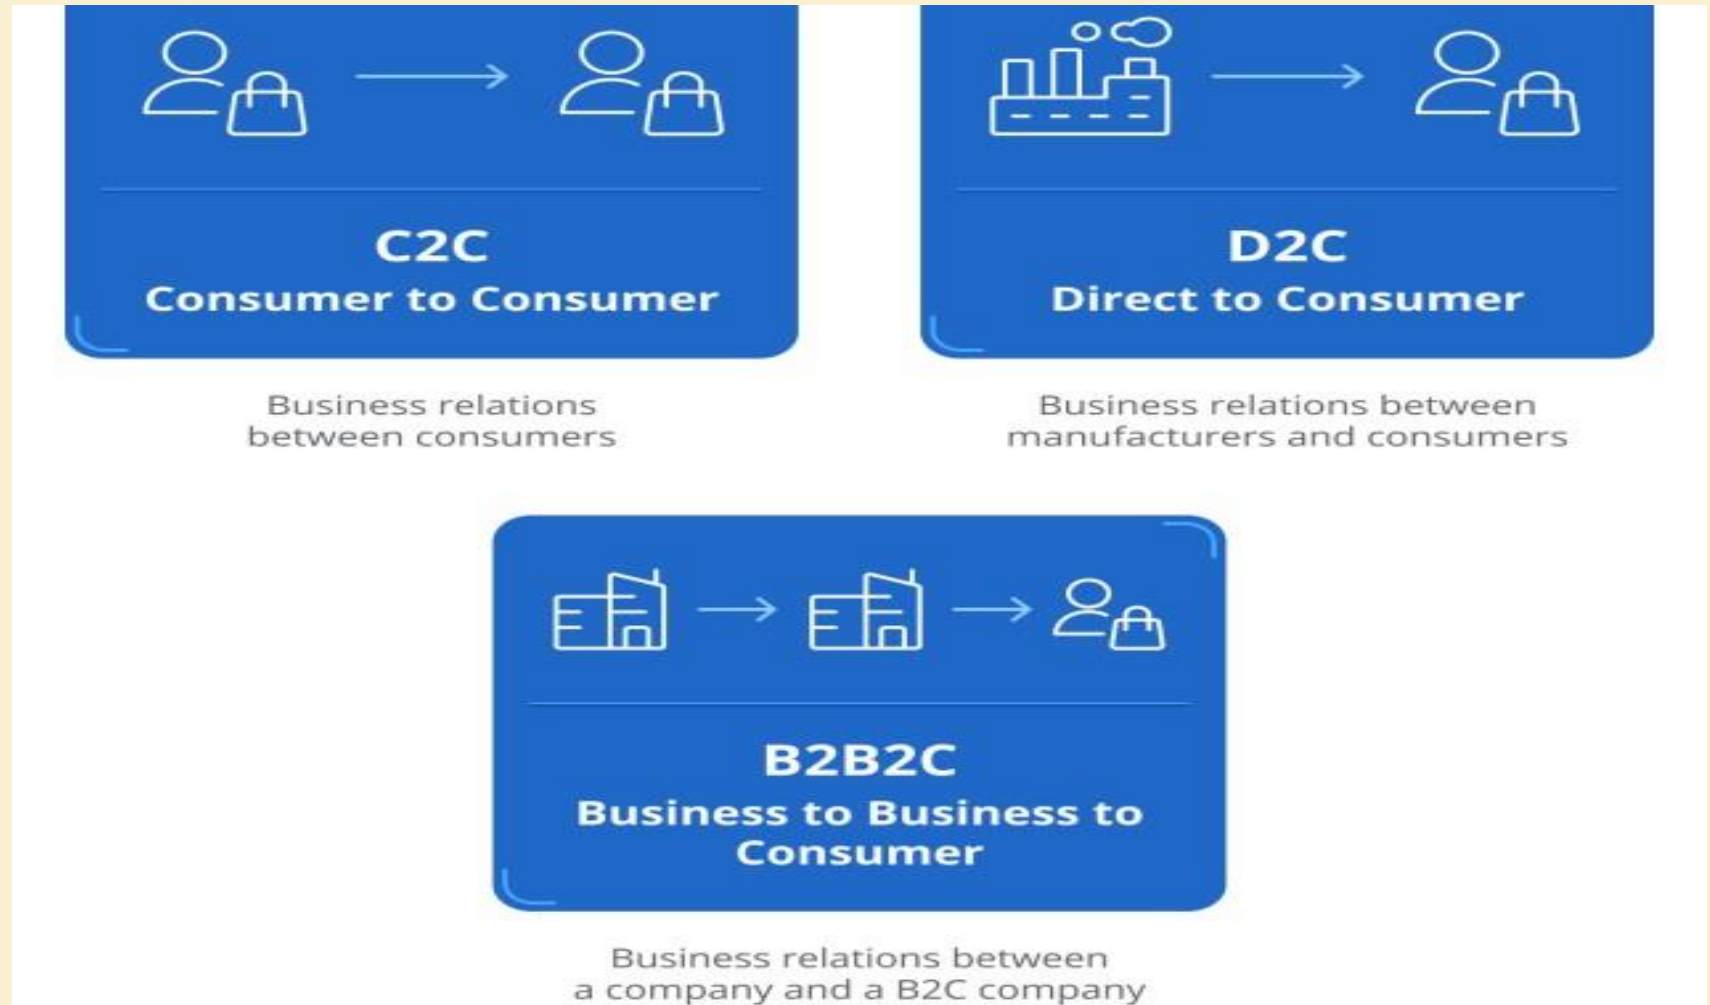 C2C
Consumer to Consumer
Business relations
between consumers
D2C
Direct to Consumer
Business relations between
manufacturers and consumers
B2B2C
Business to Business to
Consumer
Business relations between
a company and a B2C company